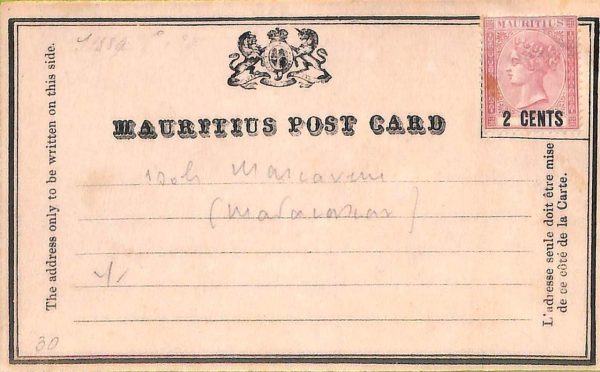 MAURITIUS
2 CENTS
MAURITIUS POST CARD
The address only to be written on this side.
L'adresse seule doit être mise
de ce côté de la Carte.
30